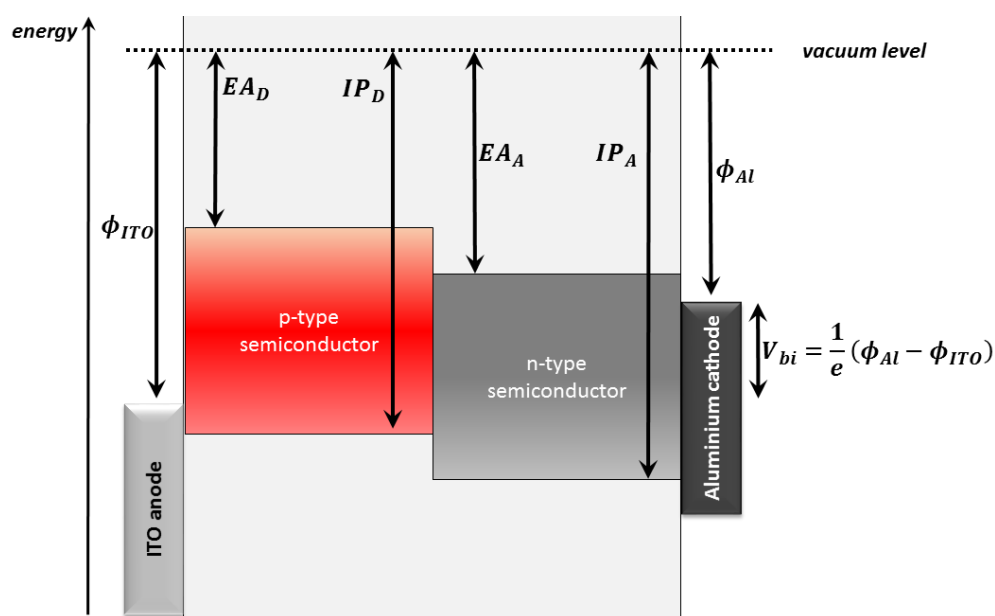 energy
vacuum level
EA_D
IP_D
EA_A
IP_A
ϕ_Al
ϕ_ITO
p-type
semiconductor
n-type
semiconductor
V_bi = 1/e (ϕ_Al − ϕ_ITO)
Aluminium cathode
ITO anode